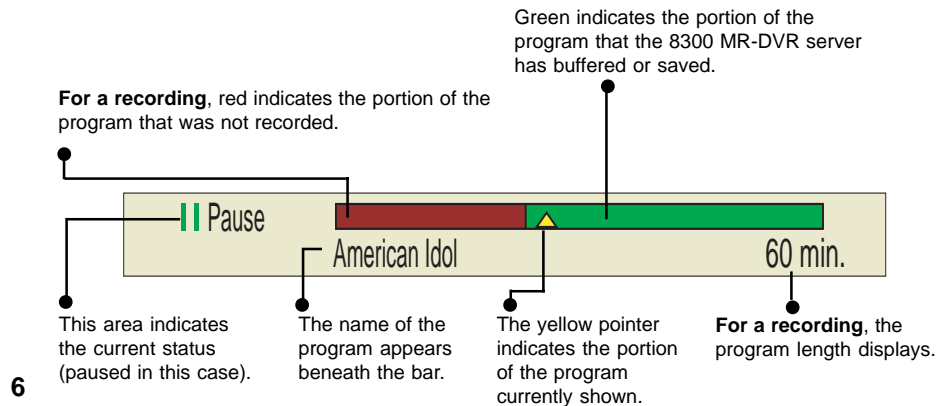 Green indicates the portion of the
program that the 8300 MR-DVR server
has buffered or saved.
For a recording, red indicates the portion of the
program that was not recorded.
Pause
American Idol
60 min.
This area indicates
the current status
(paused in this case).
The name of the
program appears
beneath the bar.
The yellow pointer
indicates the portion
of the program
currently shown.
For a recording, the
program length displays.
6